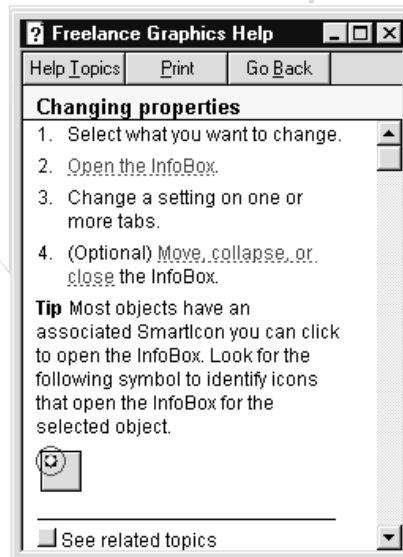 Freelance Graphics Help
Help Topics Print Go Back
Changing properties
1. Select what you want to change.
2. Open the InfoBox.
3. Change a setting on one or
more tabs.
4. (Optional) Move, collapse, or
close the InfoBox.
Tip Most objects have an
associated SmartIcon you can click
to open the InfoBox. Look for the
following symbol to identify icons
that open the InfoBox for the
selected object.
See related topics